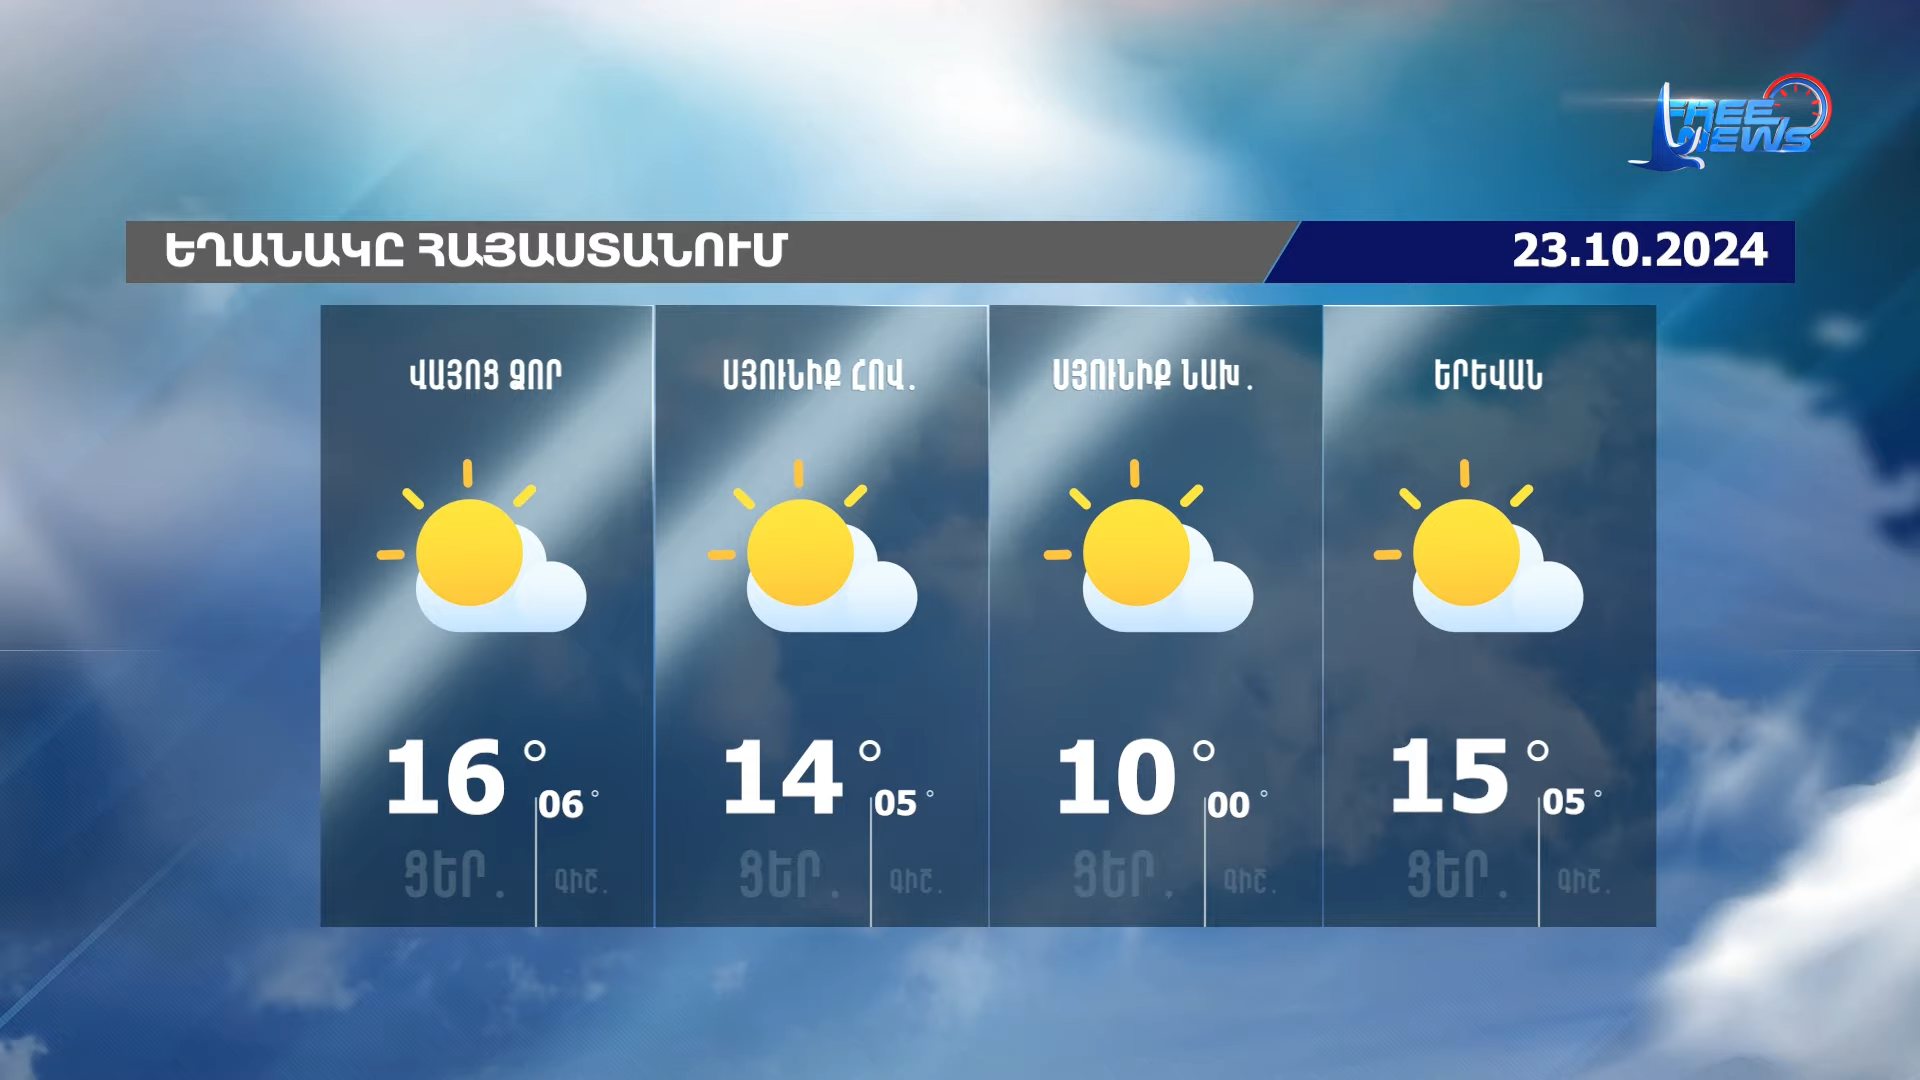 FREE
NEWS
ԵՂԱՆԱԿԸ ՀԱՅԱՍՏԱՆՈՒՄ
23.10.2024
ՎԱՅՈՑ ՁՈՐ
16°
06°
ՑԵՐ.
ԳԻՇ.
ՍՅՈՒՆԻՔ ՀՈՎ.
14°
05°
ՑԵՐ.
ԳԻՇ.
ՍՅՈՒՆԻՔ ՆԱԽ.
10°
00°
ՑԵՐ.
ԳԻՇ.
ԵՐԵՎԱՆ
15°
05°
ՑԵՐ.
ԳԻՇ.